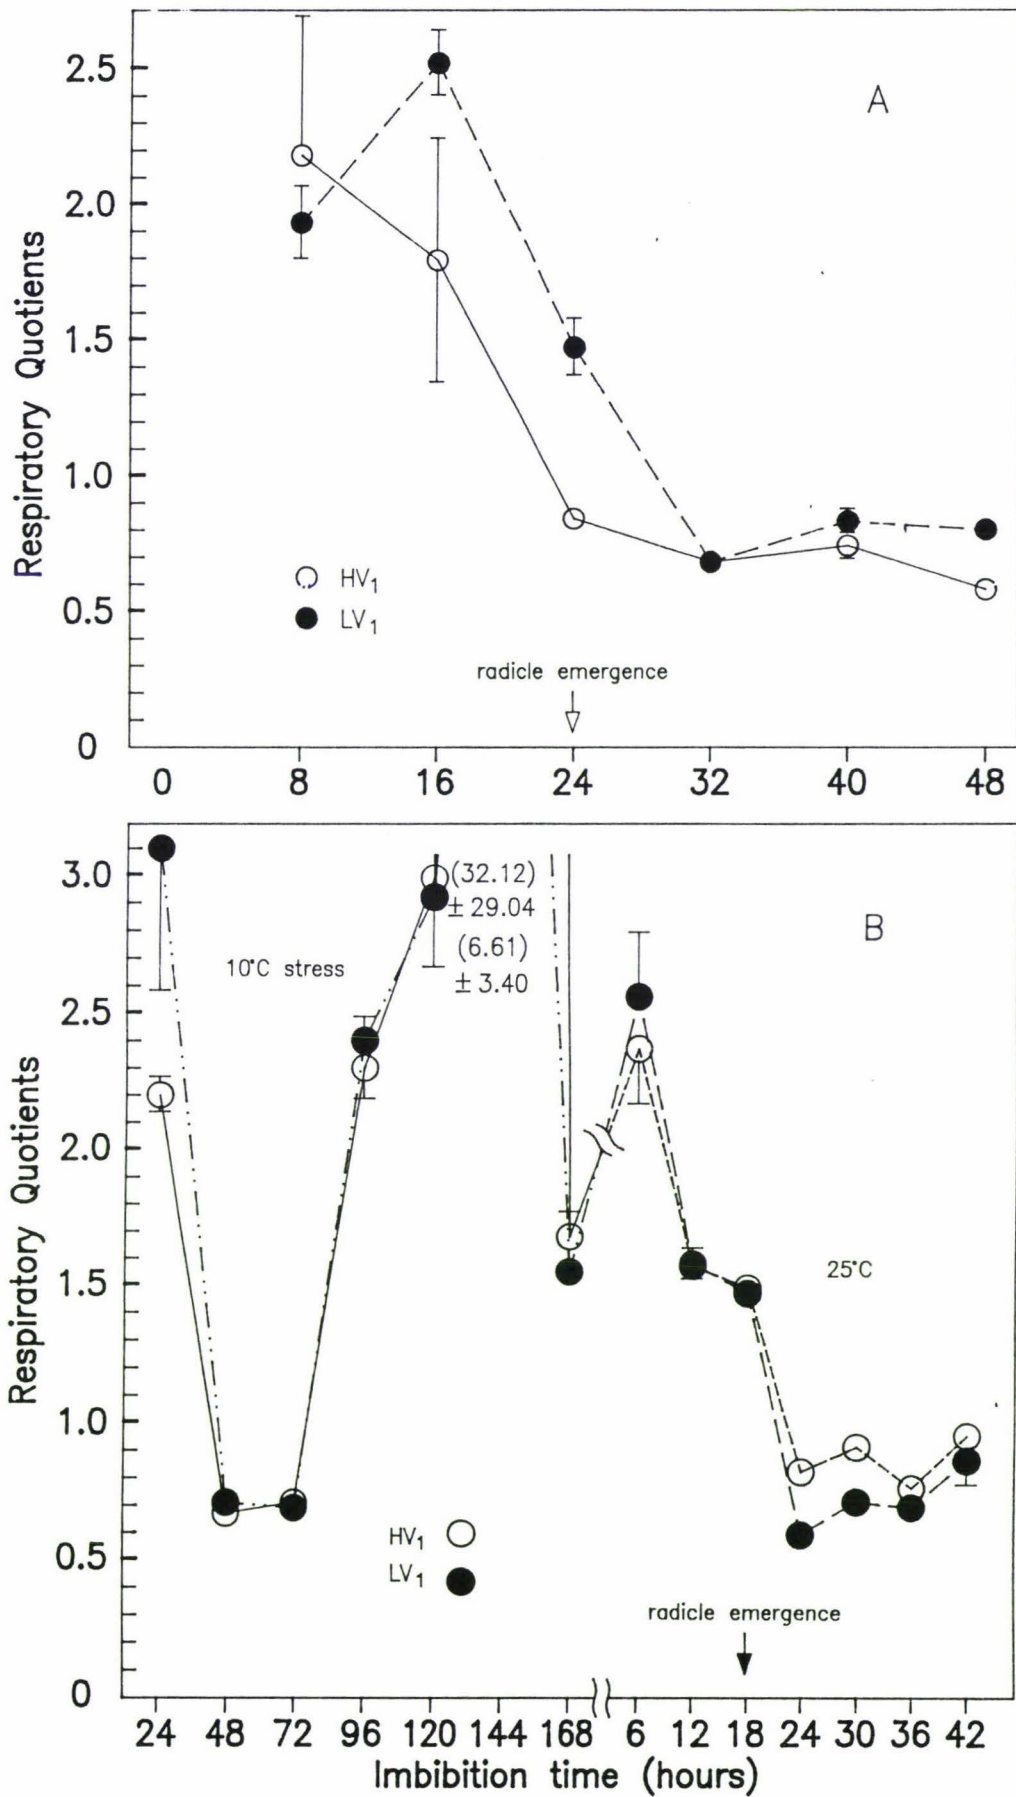 A
2.5
2.0
1.5
1.0
0.5
0
Respiratory Quotients
HV1
LV1
radicle emergence
0 8 16 24 32 40 48
B
3.0
2.5
2.0
1.5
1.0
0.5
0
Respiratory Quotients
(32.12)
± 29.04
(6.61)
± 3.40
10°C stress
25°C
HV1
LV1
radicle emergence
24 48 72 96 120 144 168 6 12 18 24 30 36 42
Imbibition time (hours)